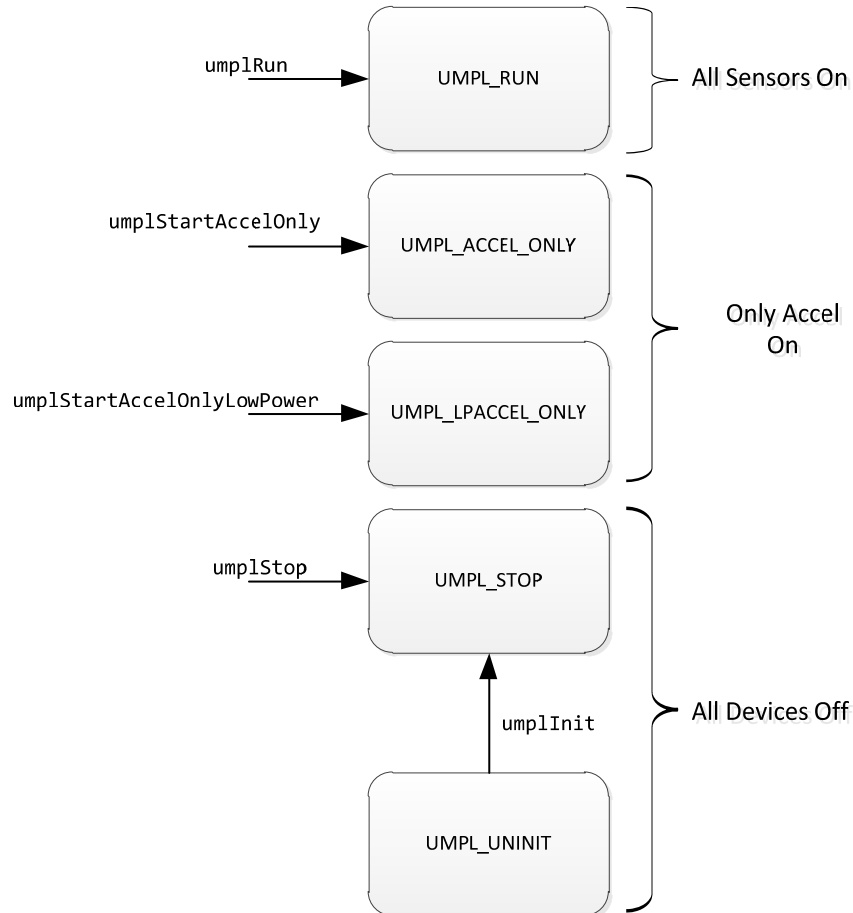 umplRun
UMPL_RUN
All Sensors On
umplStartAccelOnly
UMPL_ACCEL_ONLY
Only Accel
On
umplStartAccelOnlyLowPower
UMPL_LPACCEL_ONLY
umplStop
UMPL_STOP
umplInit
All Devices Off
UMPL_UNINIT